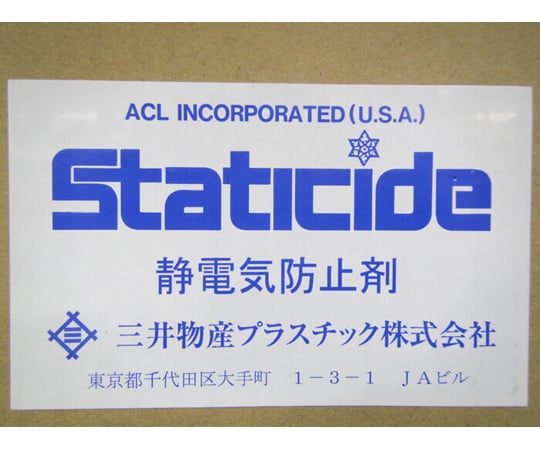 ACL INCORPORATED (U.S.A.)
Staticide
静電気防止剤
三井物産プラスチック株式会社
東京都千代田区大手町　１－３－１　ＪＡビル